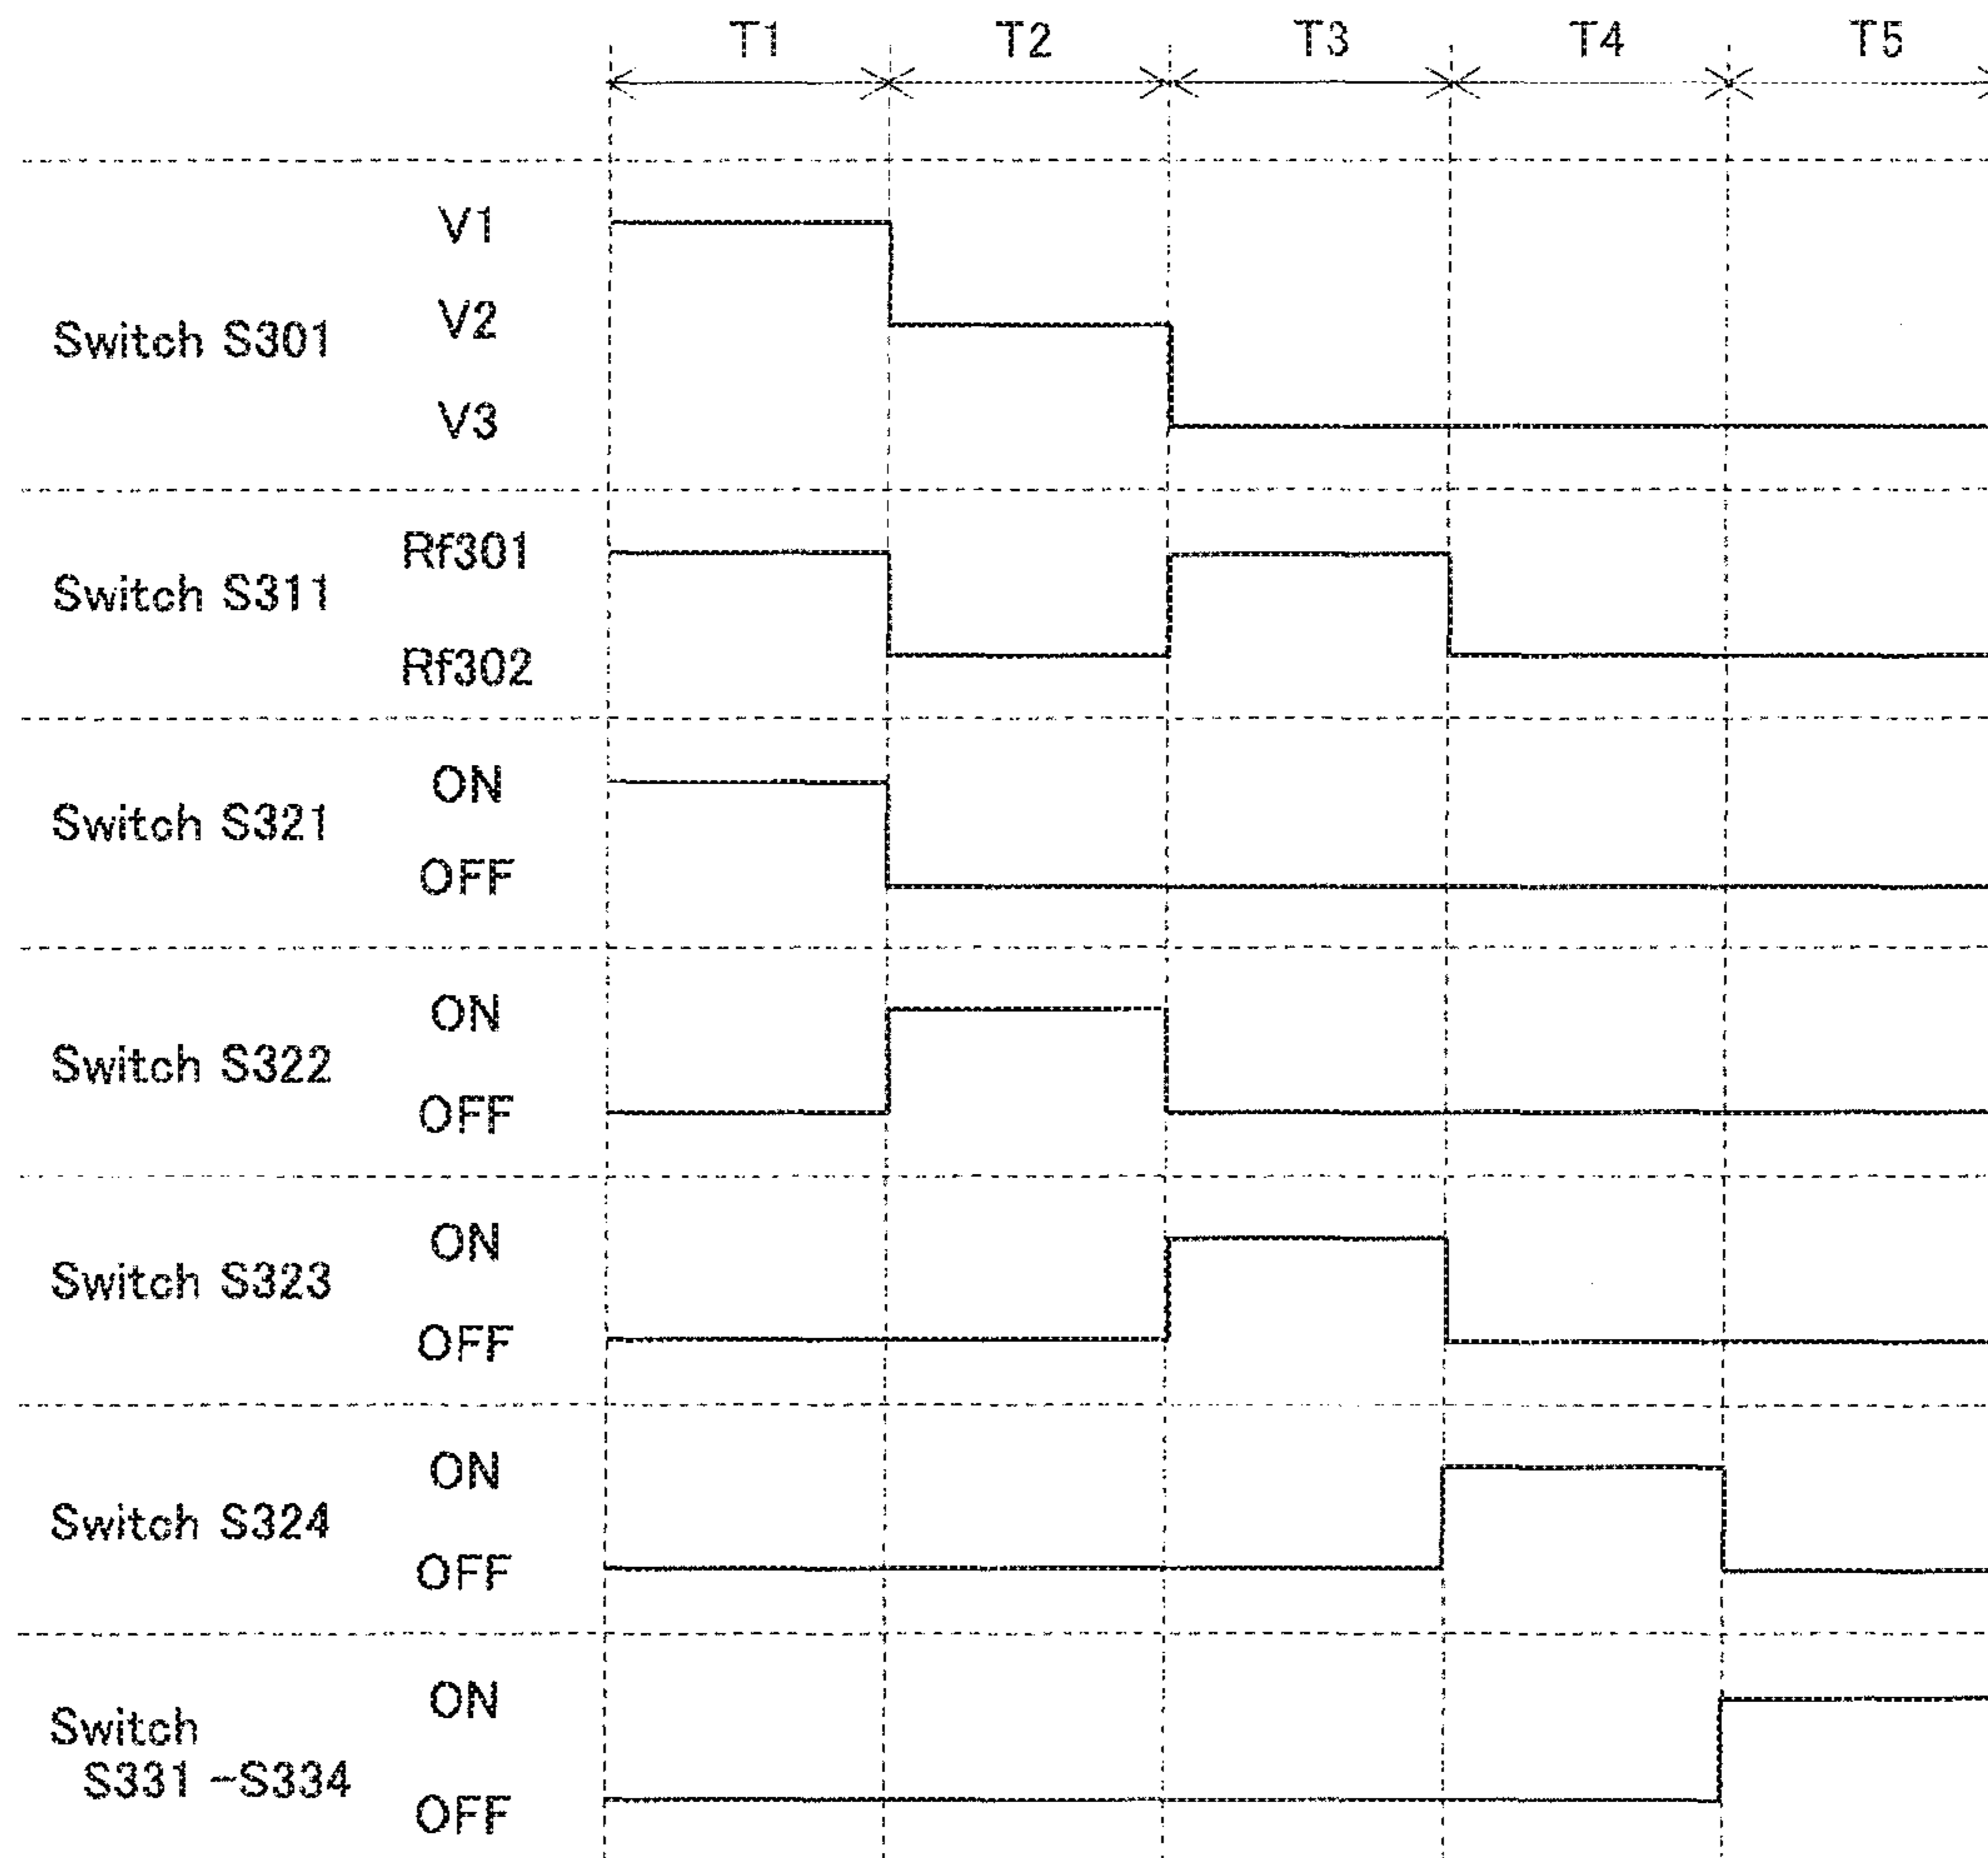 T1 T2 T3 T4 T5
V1
Switch S301 V2
V3
Rf301
Switch S311
Rf302
ON
Switch S321
OFF
ON
Switch S322
OFF
ON
Switch S323
OFF
ON
Switch S324
OFF
ON
Switch
S331 -S334
OFF